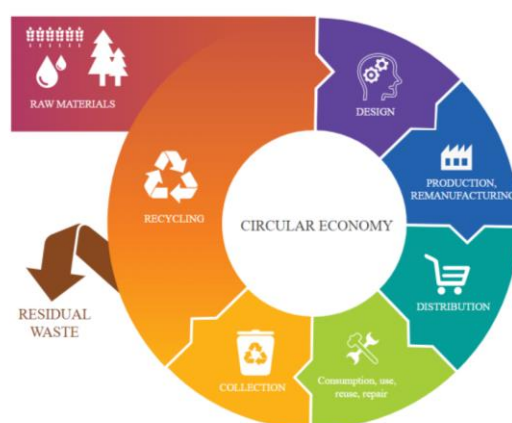 RAW MATERIALS
DESIGN
PRODUCTION,
REMANUFACTURING
RECYCLING
CIRCULAR ECONOMY
DISTRIBUTION
RESIDUAL
WASTE
COLLECTION
Consumption, use,
reuse, repair